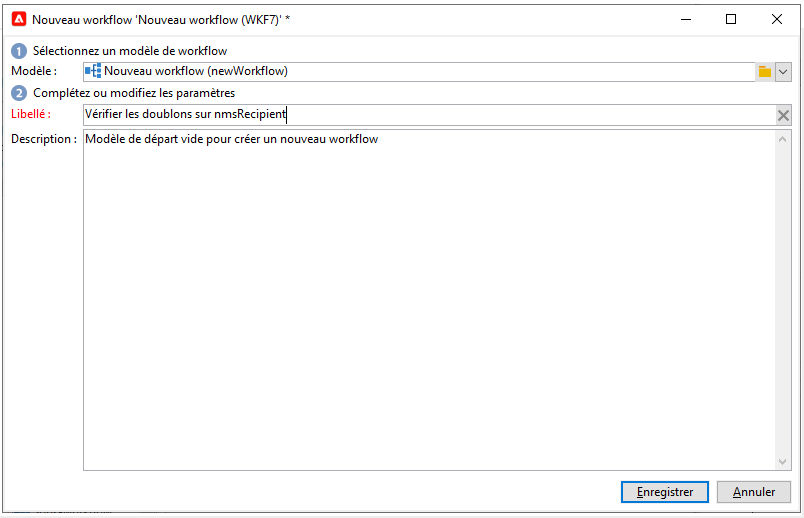 Nouveau workflow 'Nouveau workflow (WKF7)' *
1 Sélectionnez un modèle de workflow
Modèle : Nouveau workflow (newWorkflow)
2 Complétez ou modifiez les paramètres
Libellé : Vérifier les doublons sur nmsRecipient
Description : Modèle de départ vide pour créer un nouveau workflow
Enregistrer Annuler